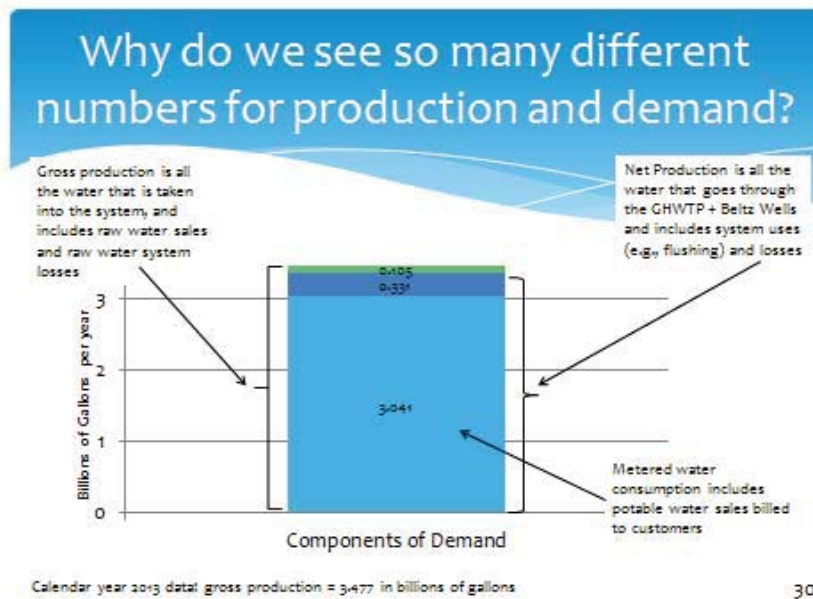 Why do we see so many different
numbers for production and demand?
Gross production is all
the water that is taken
into the system, and
includes raw water sales
and raw water system
losses
Net Production is all the
water that goes through
the GHWTP + Beltz Wells
and includes system uses
(e.g., flushing) and losses
Billions of Gallons per year
3
2
1
0
0.105
0.331
3.041
Metered water
consumption includes
potable water sales billed
to customers
Components of Demand
Calendar year 2013 data: gross production = 3.477 in billions of gallons
30